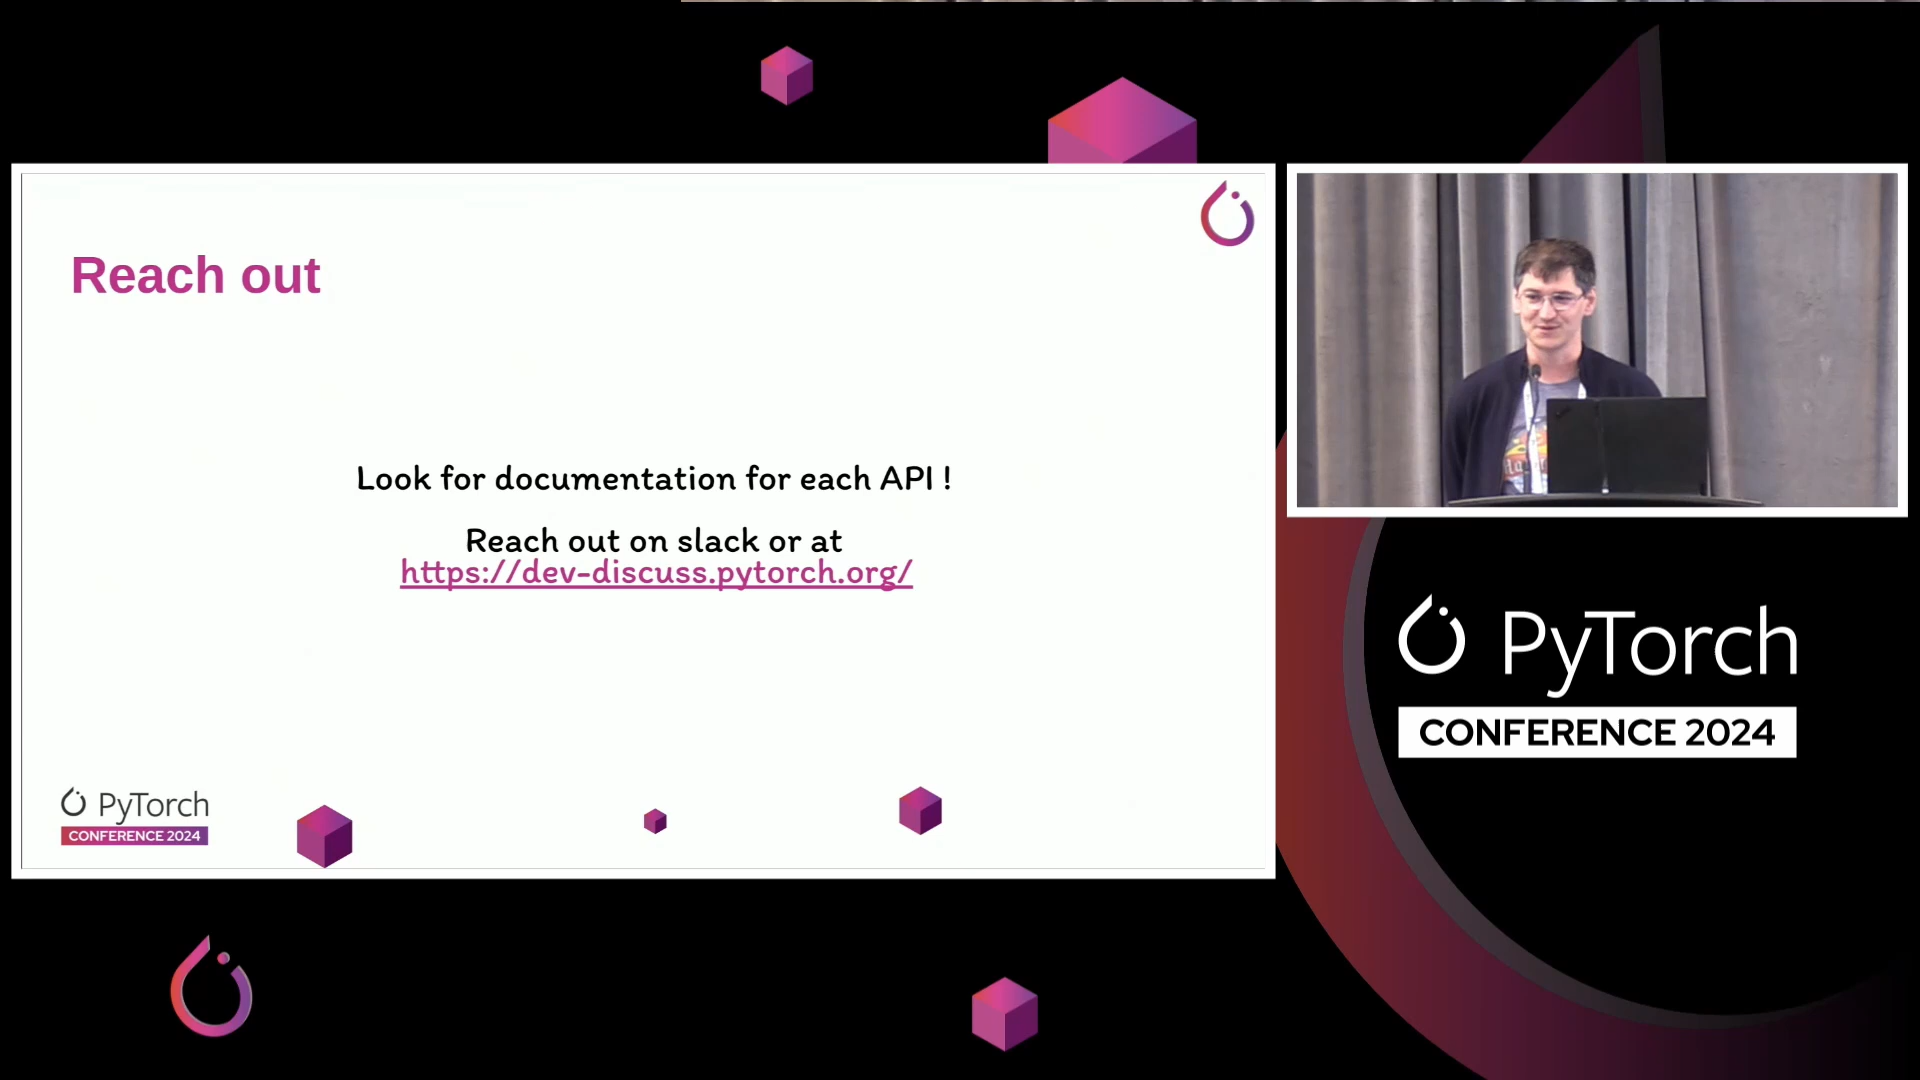 Reach out
Look for documentation for each API !
Reach out on slack or at
https://dev-discuss.pytorch.org/
PyTorch
CONFERENCE 2024
PyTorch
CONFERENCE 2024